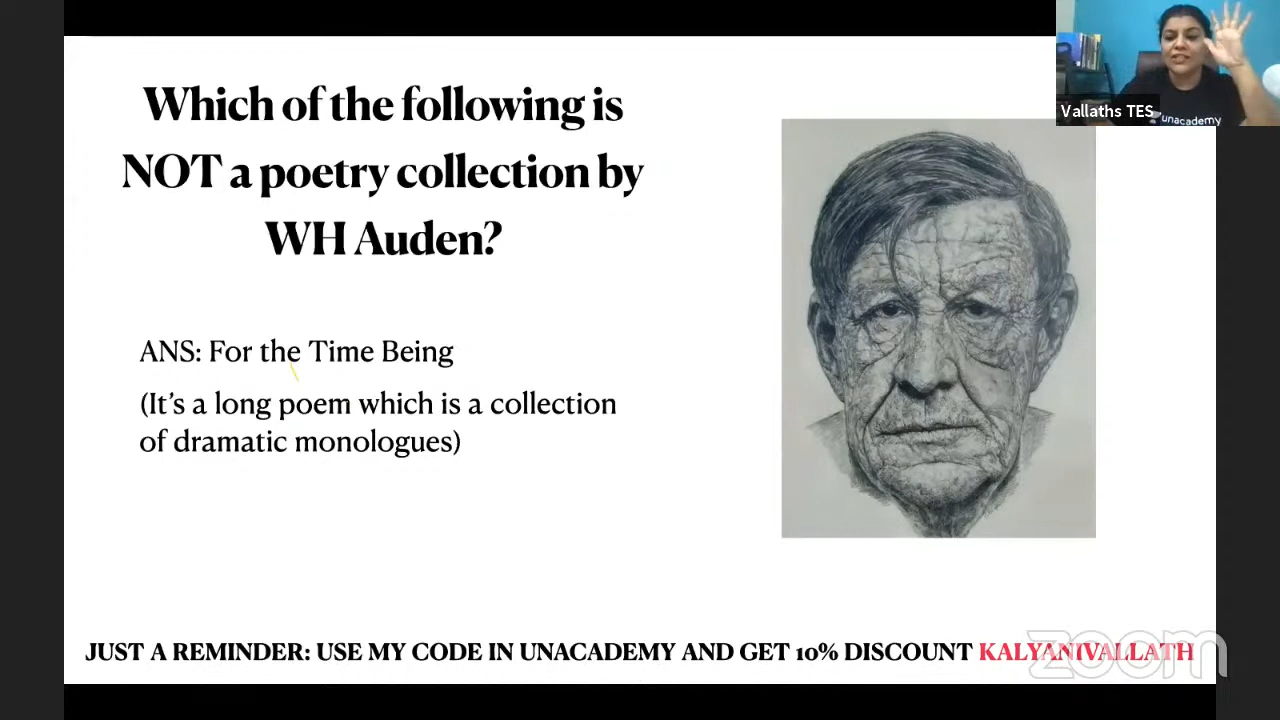 Which of the following is
NOT a poetry collection by
WH Auden?
ANS: For the Time Being
(It's a long poem which is a collection
of dramatic monologues)
Vallaths TES
unacademy
JUST A REMINDER: USE MY CODE IN UNACADEMY AND GET 10% DISCOUNT KALYANIVALLATH
zoom